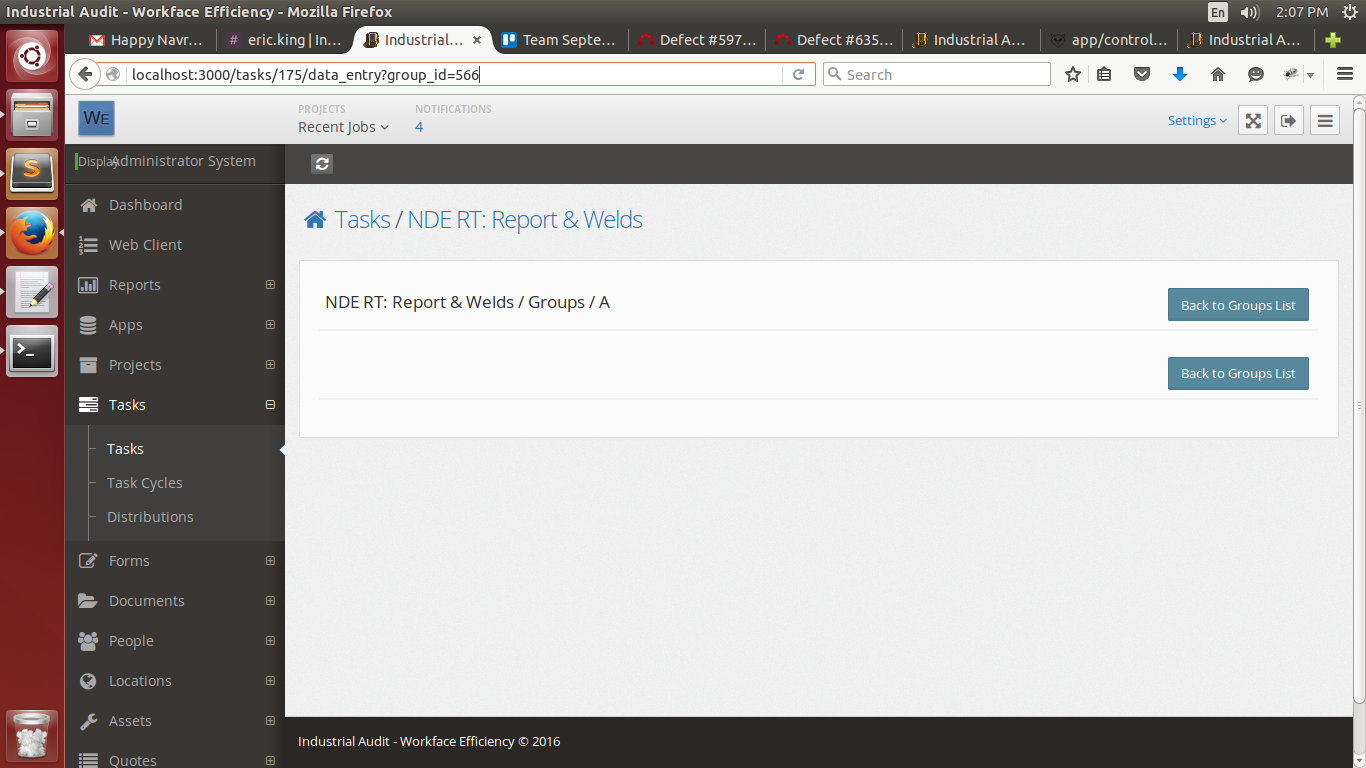 Industrial Audit - Workface Efficiency - Mozilla Firefox
En
2:07 PM
Happy Navr...
# eric.king | In...
Industrial... ×
Team Septe...
Defect #597...
Defect #635...
Industrial A...
app/control...
Industrial A...
localhost:3000/tasks/175/data_entry?group_id=566
Search
WE
PROJECTS
Recent Jobs
NOTIFICATIONS
4
Settings
Display
Administrator System
Dashboard
Web Client
Reports
Apps
Projects
Tasks
Tasks
Task Cycles
Distributions
Forms
Documents
People
Locations
Assets
Quotes
Tasks / NDE RT: Report & Welds
NDE RT: Report & Welds / Groups / A
Back to Groups List
Back to Groups List
Industrial Audit - Workface Efficiency © 2016